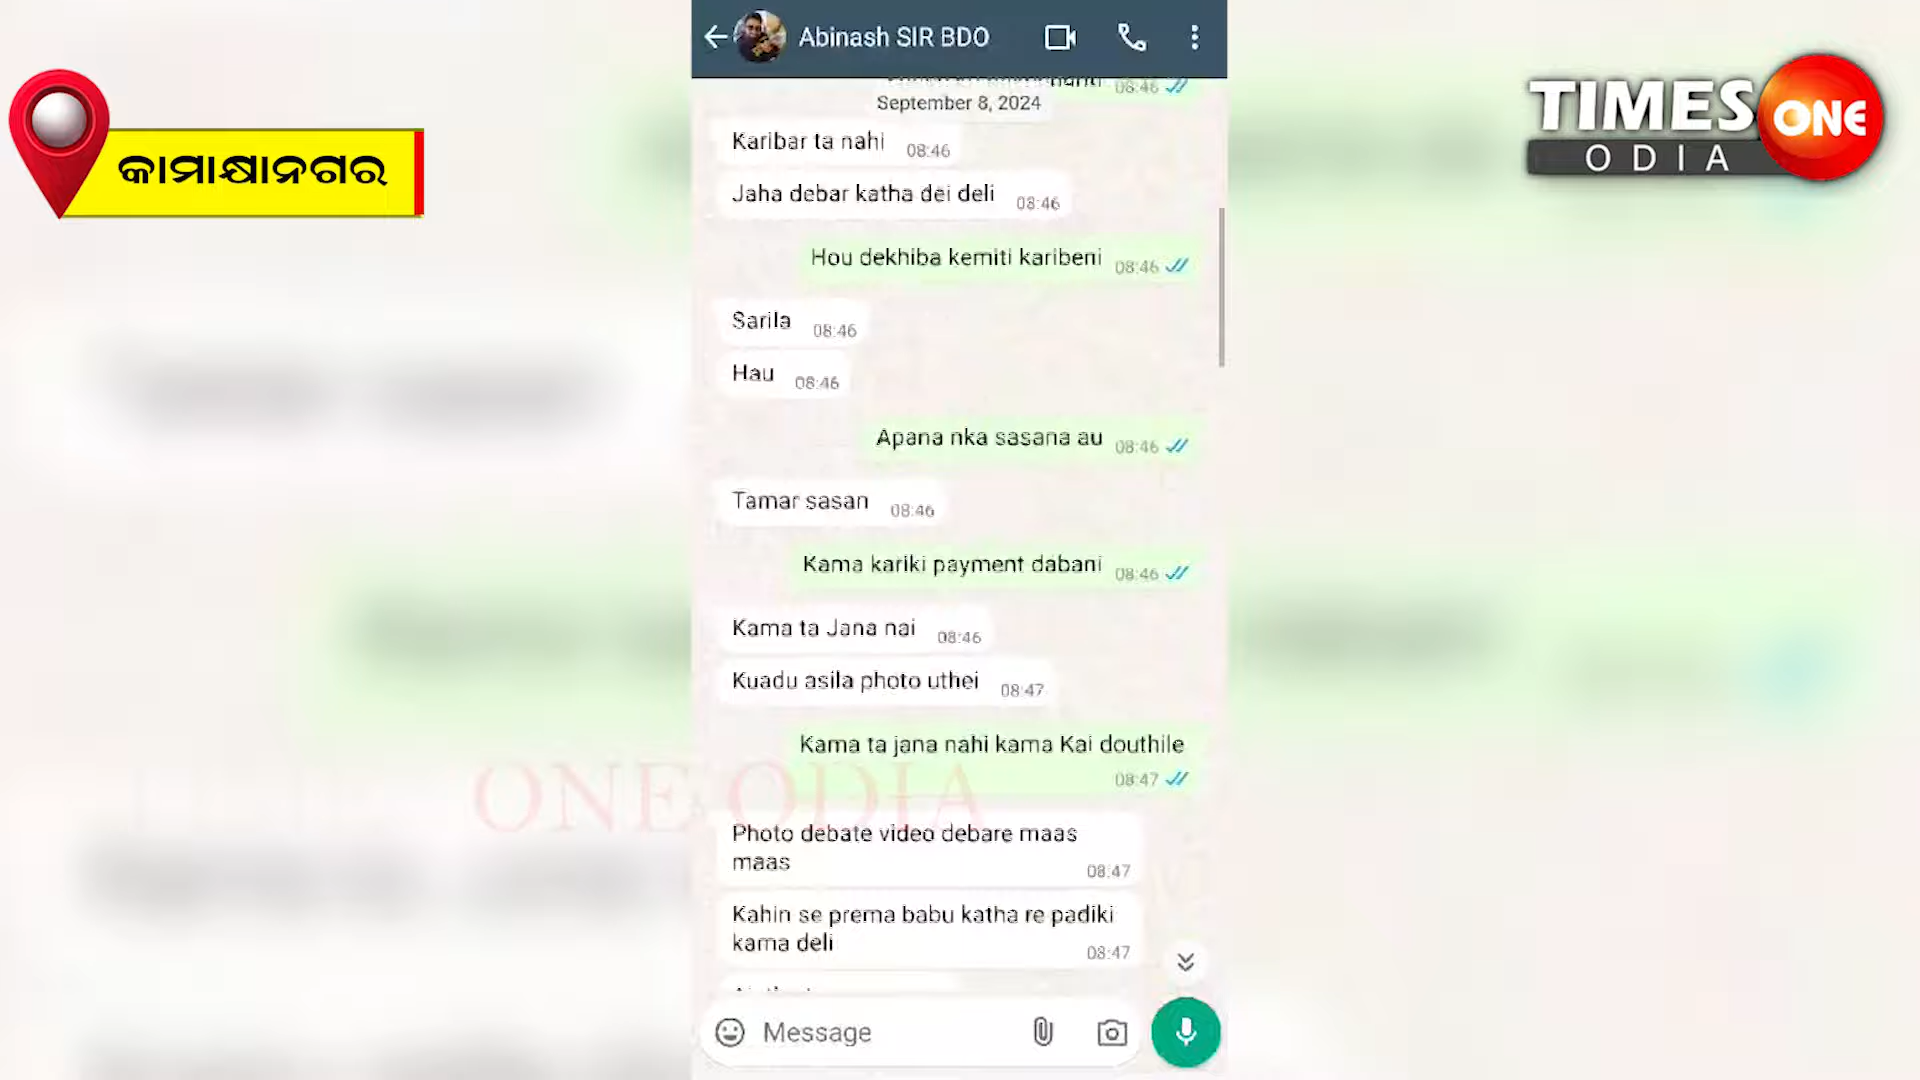 Abinash SIR BDO
08:46
September 8, 2024
Karibar ta nahi 08:46
Jaha debar katha dei deli 08:46
Hou dekhiba kemiti karibeni 08:46
Sarila 08:46
Hau 08:46
Apana nka sasana au 08:46
Tamar sasan 08:46
Kama kariki payment dabani 08:46
Kama ta Jana nai 08:46
Kuadu asila photo uthei 08:47
Kama ta jana nahi kama Kai douthile
08:47
Photo debate video debare maas
maas 08:47
Kahin se prema babu katha re padiki
kama deli 08:47
Message
କାମାକ୍ଷାନଗର
TIMES ONE
ODIA
ONE ODIA